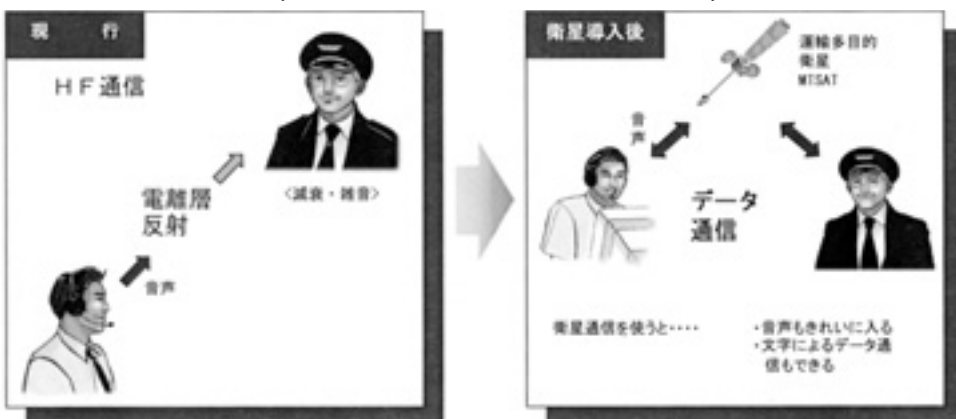 現 行
HF通信
〈減衰・雑音〉
電離層
反射
音声
衛星導入後
運輸多目的
衛星
MTSAT
音
声
データ
通信
衛星通信を使うと・・・・
・音声もきれいに入る
・文字によるデータ通
信もできる